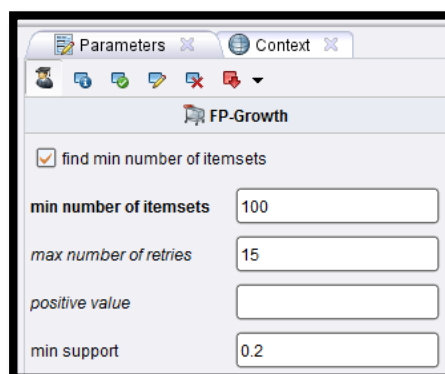 Parameters Context
FP-Growth
find min number of itemsets
min number of itemsets 100
max number of retries 15
positive value
min support 0.2